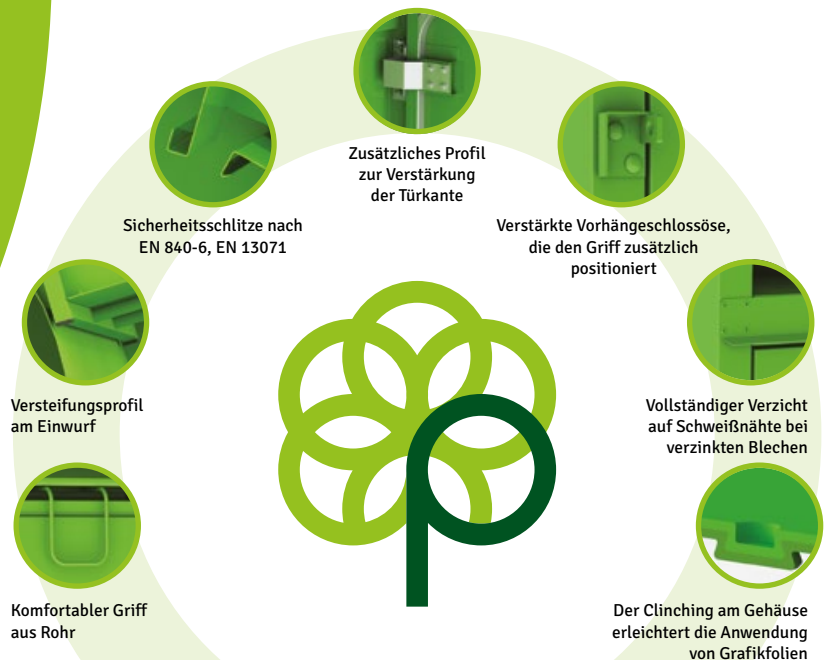 Zusätzliches Profil
zur Verstärkung
der Türkante
Sicherheitsschlitze nach
EN 840-6, EN 13071
Verstärkte Vorhängeschlossöse,
die den Griff zusätzlich
positioniert
Versteifungsprofil
am Einwurf
Vollständiger Verzicht
auf Schweißnähte bei
verzinkten Blechen
Komfortabler Griff
aus Rohr
Der Clinching am Gehäuse
erleichtert die Anwendung
von Grafikfolien